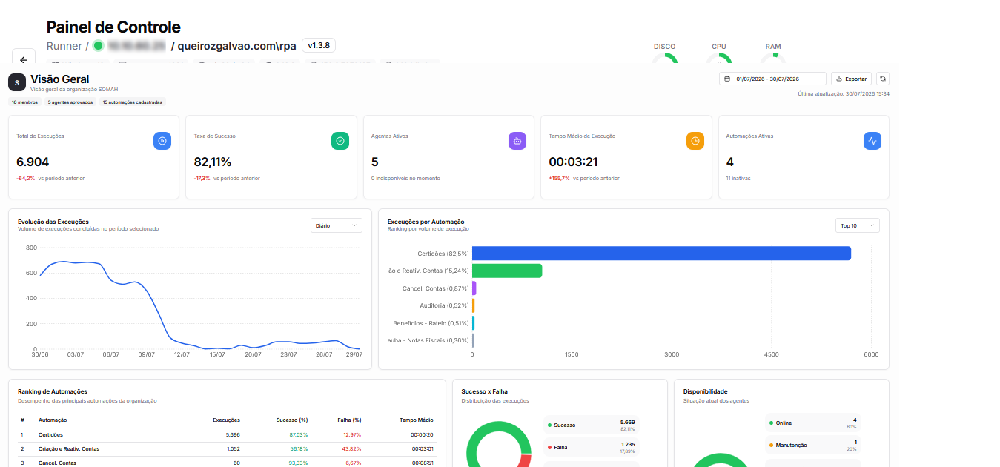 Painel de Controle
Runner / / queirozgalvao.com\rpa v1.3.8
DISCO CPU RAM
S Visão Geral
Visão geral da organização SOMAH
01/07/2026 - 30/07/2026 Exportar
Última atualização: 30/07/2026 15:34
16 membros 5 agentes aprovados 15 automações cadastradas
Total de Execuções
6.904
-64,2% vs período anterior
Taxa de Sucesso
82,11%
-17,3% vs período anterior
Agentes Ativos
5
0 indisponíveis no momento
Tempo Médio de Execução
00:03:21
+155,7% vs período anterior
Automações Ativas
4
11 inativas
Evolução das Execuções
Volume de execuções concluídas no período selecionado
Diário
800
600
400
200
0
30/06 03/07 06/07 09/07 12/07 15/07 20/07 23/07 26/07 29/07
Execuções por Automação
Ranking por volume de execução
Top 10
Certidões (82,5%)
ão e Reativ. Contas (15,24%)
Cancel. Contas (0,87%)
Auditoria (0,52%)
Benefícios - Rateio (0,51%)
auba - Notas Fiscais (0,36%)
0 1500 3000 4500 6000
Ranking de Automações
Desempenho das principais automações da organização
# Automação Execuções Sucesso (%) Falha (%) Tempo Médio
1 Certidões 5.696 87,03% 12,97% 00:00:20
2 Criação e Reativ. Contas 1.052 56,18% 43,82% 00:03:01
3 Cancel. Contas 60 93,33% 6,67% 00:08:51
Sucesso x Falha
Distribuição das execuções
Sucesso 5.669
82,11%
Falha 1.235
17,89%
Disponibilidade
Situação atual dos agentes
Online 4
80%
Manutenção 1
20%